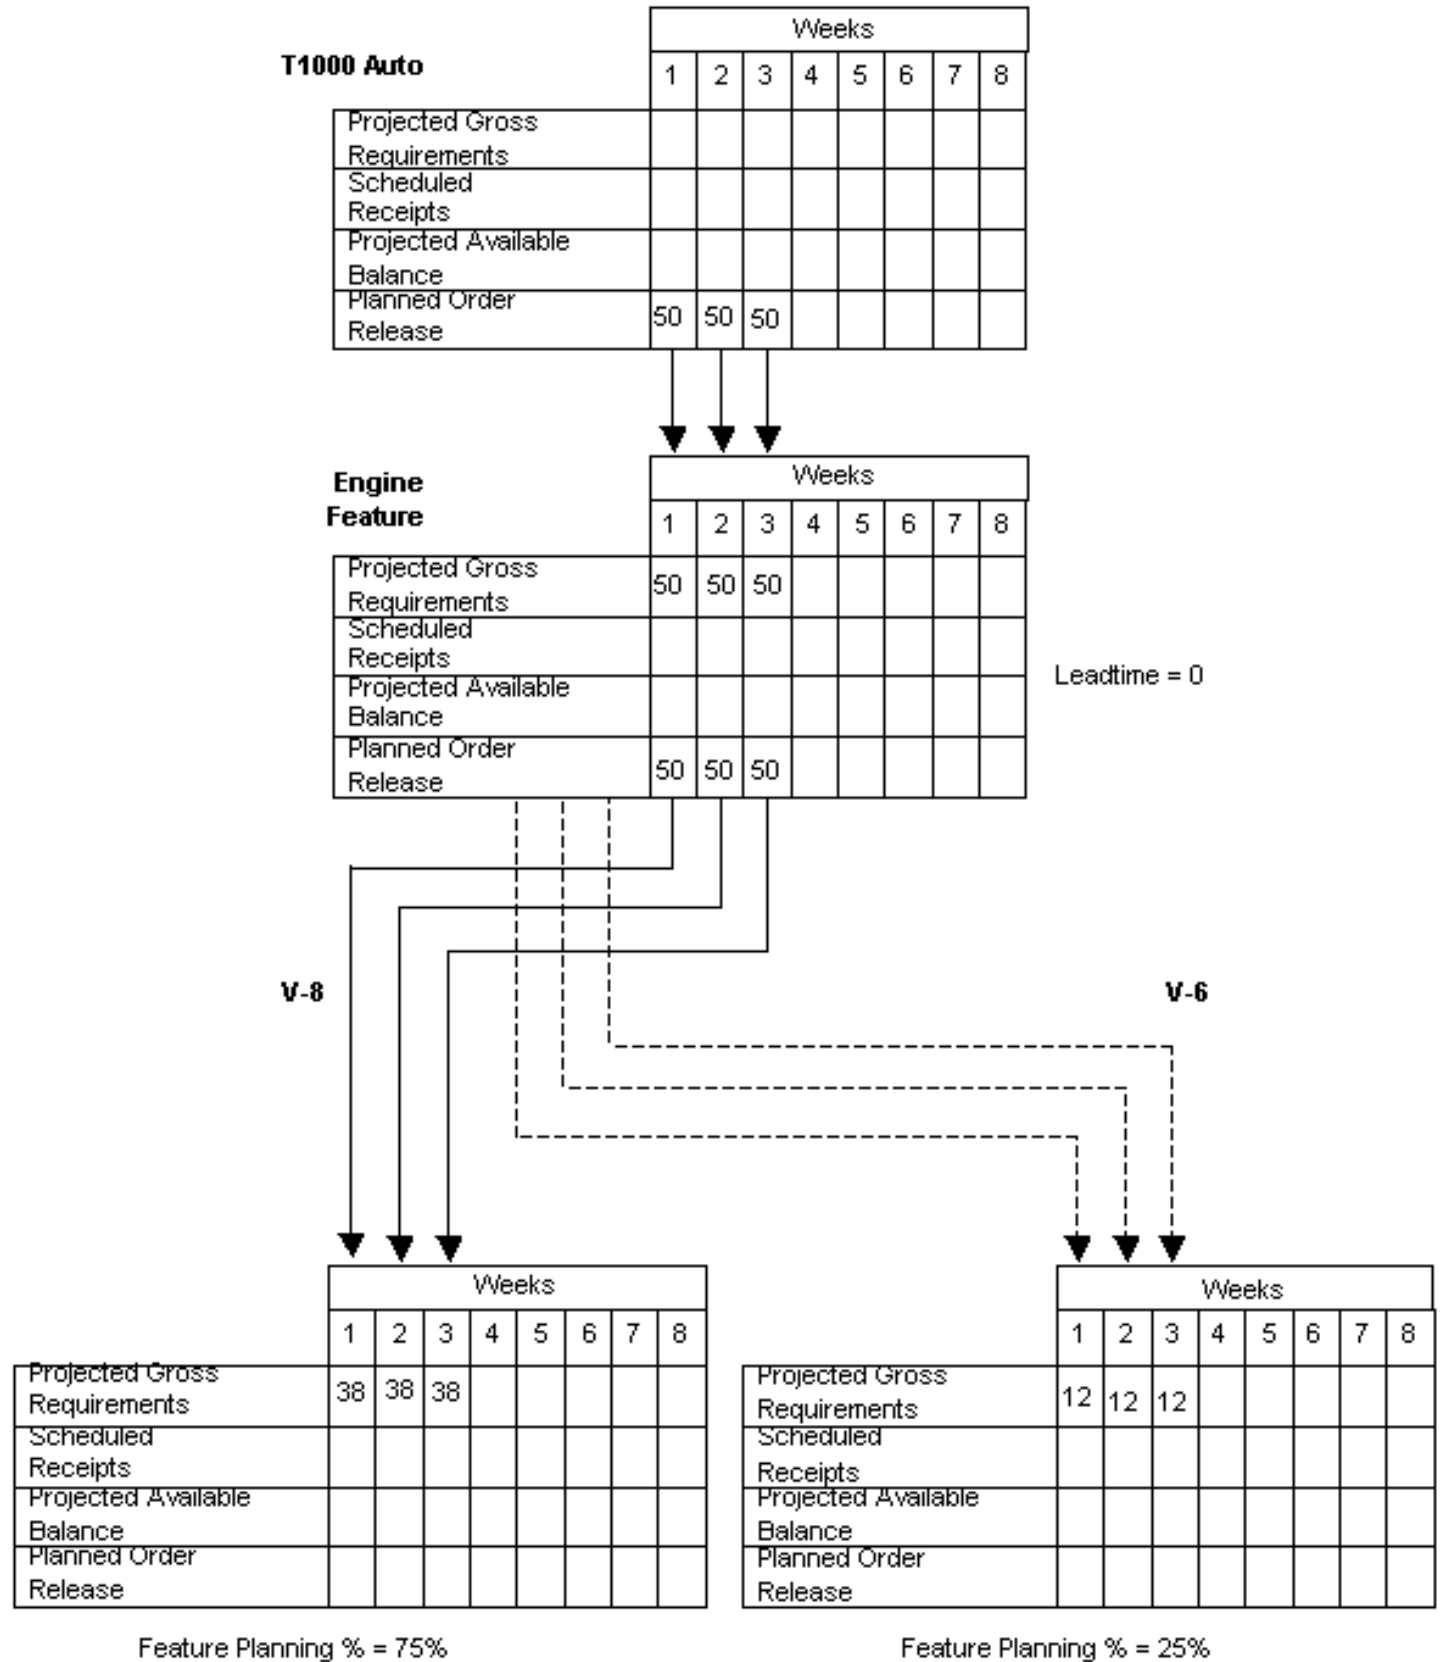 Weeks
T1000 Auto
1 2 3 4 5 6 7 8
Projected Gross
Requirements
Scheduled
Receipts
Projected Available
Balance
Planned Order
Release
50 50 50
Engine
Feature
Weeks
1 2 3 4 5 6 7 8
Projected Gross
Requirements
50 50 50
Scheduled
Receipts
Projected Available
Balance
Planned Order
Release
50 50 50
Leadtime = 0
V-8
V-6
Weeks
1 2 3 4 5 6 7 8
Projected Gross
Requirements
38 38 38
Scheduled
Receipts
Projected Available
Balance
Planned Order
Release
Feature Planning % = 75%
Weeks
1 2 3 4 5 6 7 8
Projected Gross
Requirements
12 12 12
Scheduled
Receipts
Projected Available
Balance
Planned Order
Release
Feature Planning % = 25%